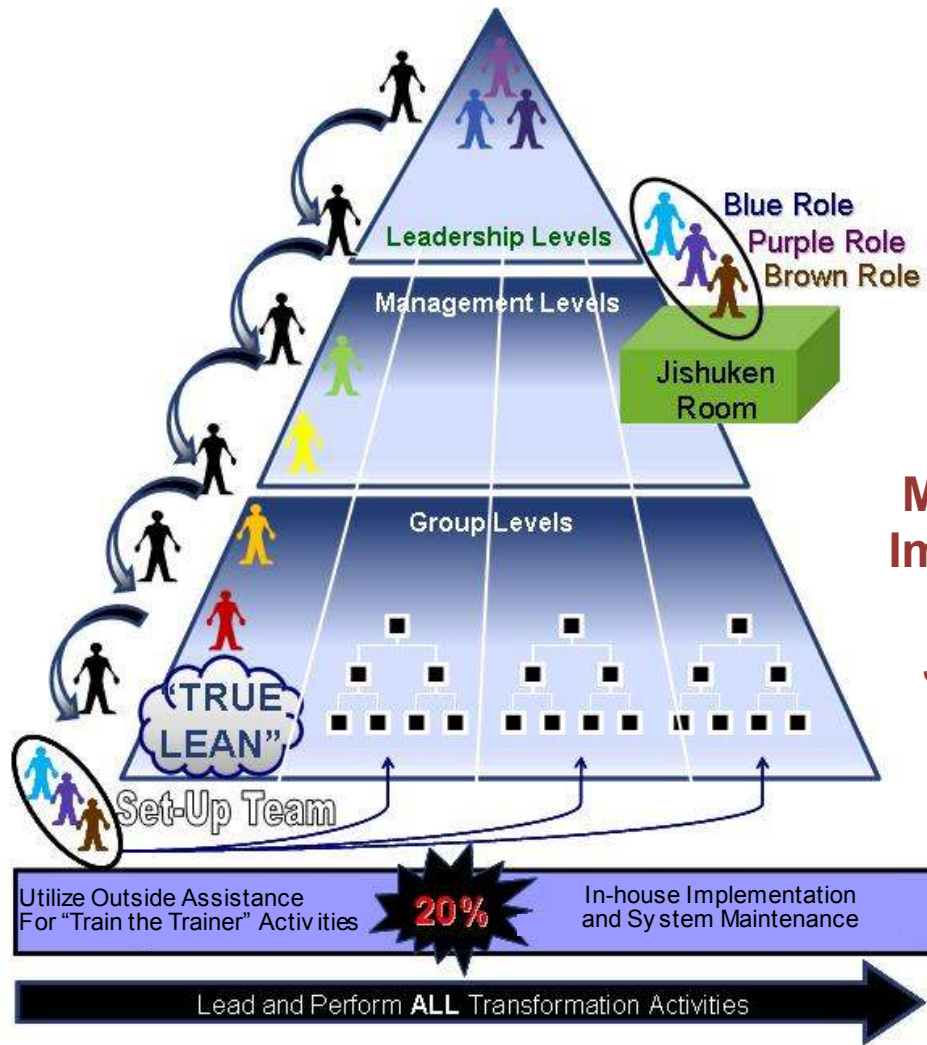 Leadership Levels
Blue Role
Purple Role
Brown Role
Management Levels
Jishuken
Room
Group Levels
"TRUE
LEAN"
Set-Up Team
Utilize Outside Assistance
For "Train the Trainer" Activities
20%
In-house Implementation
and System Maintenance
Lead and Perform ALL Transformation Activities